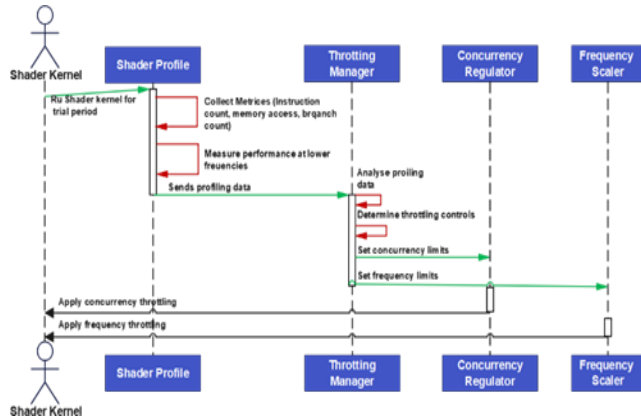 Shader Kernel
Shader Profile
Throtting
Manager
Concurrency
Regulator
Frequency
Scaler
Ru Shader kernel for
trial period
Collect Metrices (Instruction
count, memory access, brqanch
count)
Measure performance at lower
freuencies
Sends profiling data
Analyse proiling
data
Determine throttling controls
Set concurrency limits
Set frequency limits
Apply concurrency throttling
Apply frequency throttling
Shader Kernel
Shader Profile
Throtting
Manager
Concurrency
Regulator
Frequency
Scaler